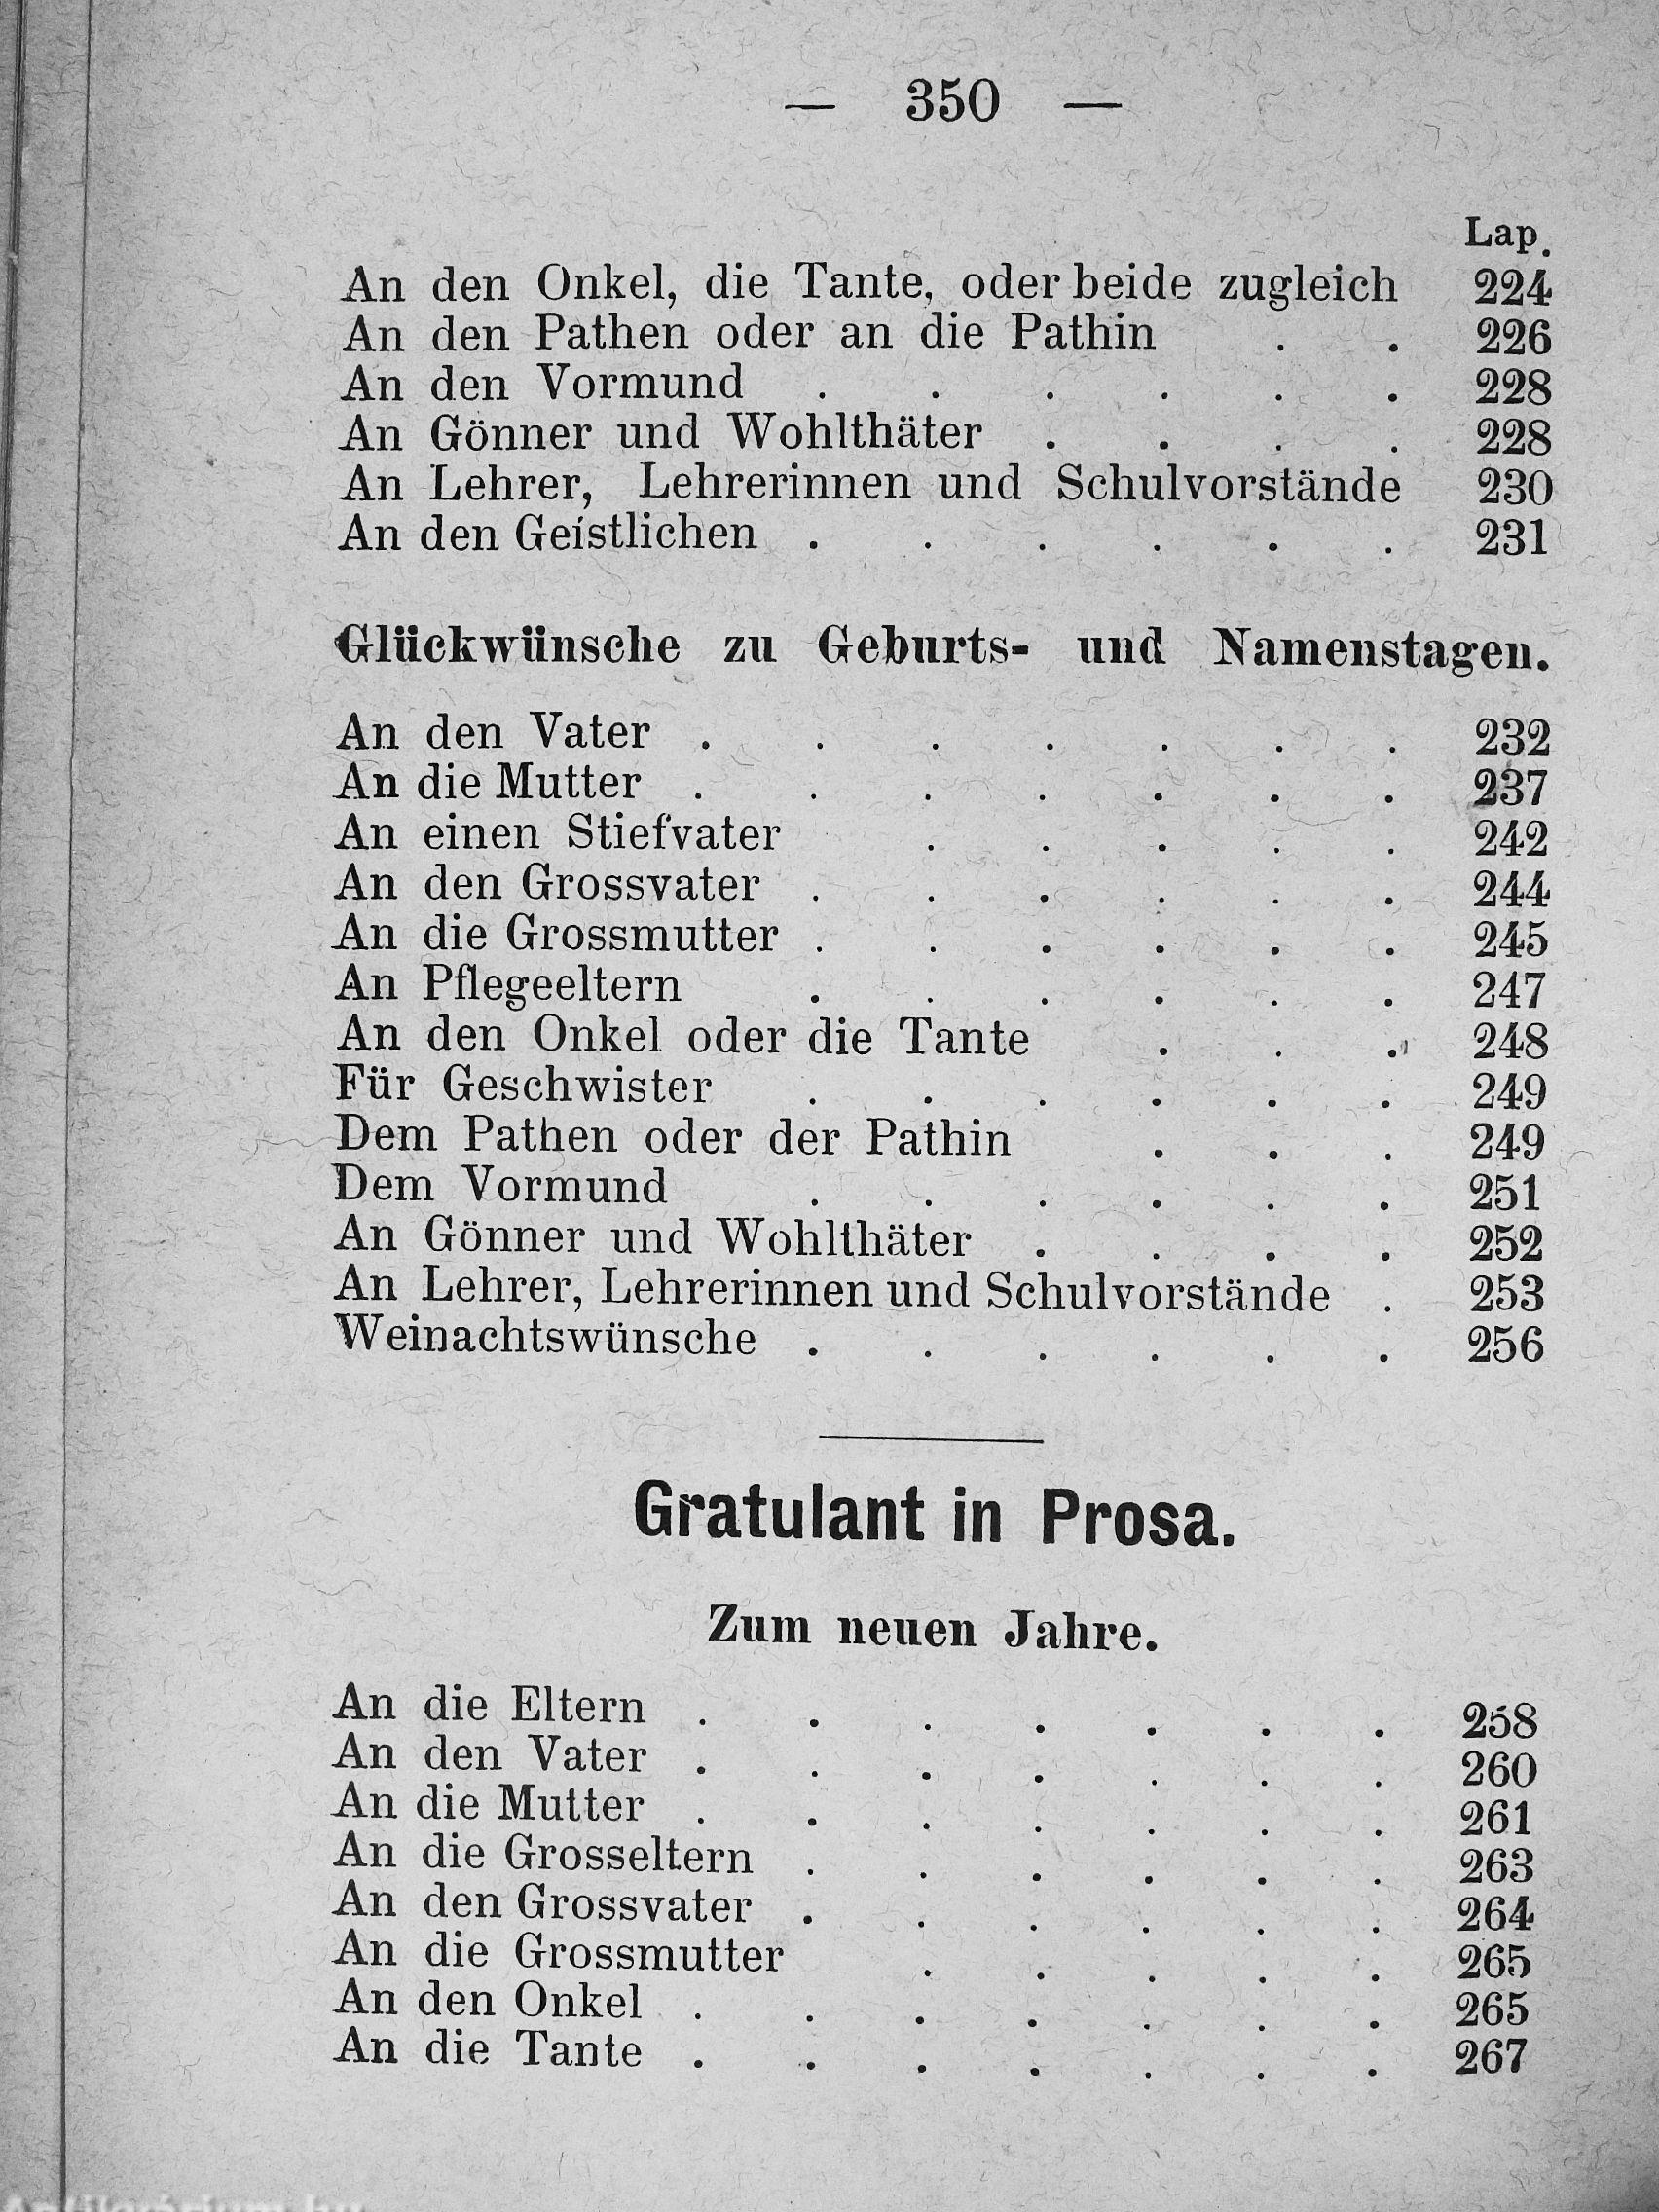 — 350 —
Lap.
An den Onkel, die Tante, oder beide zugleich 224
An den Pathen oder an die Pathin . . 226
An den Vormund . . . . . . 228
An Gönner und Wohlthäter . . . . 228
An Lehrer, Lehrerinnen und Schulvorstände 230
An den Geistlichen . . . . . . 231
Glückwünsche zu Geburts- und Namenstagen.
An den Vater . . . . . . . 232
An die Mutter . . . . . . . 237
An einen Stiefvater . . . . . 242
An den Grossvater . . . . . . 244
An die Grossmutter . . . . . . 245
An Pflegeeltern . . . . . . 247
An den Onkel oder die Tante . . . 248
Für Geschwister . . . . . . 249
Dem Pathen oder der Pathin . . . 249
Dem Vormund . . . . . . 251
An Gönner und Wohlthäter . . . . 252
An Lehrer, Lehrerinnen und Schulvorstände . 253
Weinachtswünsche . . . . . . 256
Gratulant in Prosa.
Zum neuen Jahre.
An die Eltern . . . . . . . 258
An den Vater . . . . . . . 260
An die Mutter . . . . . . . 261
An die Grosseltern . . . . . . 263
An den Grossvater . . . . . . 264
An die Grossmutter . . . . . 265
An den Onkel . . . . . . . 265
An die Tante . . . . . . . 267